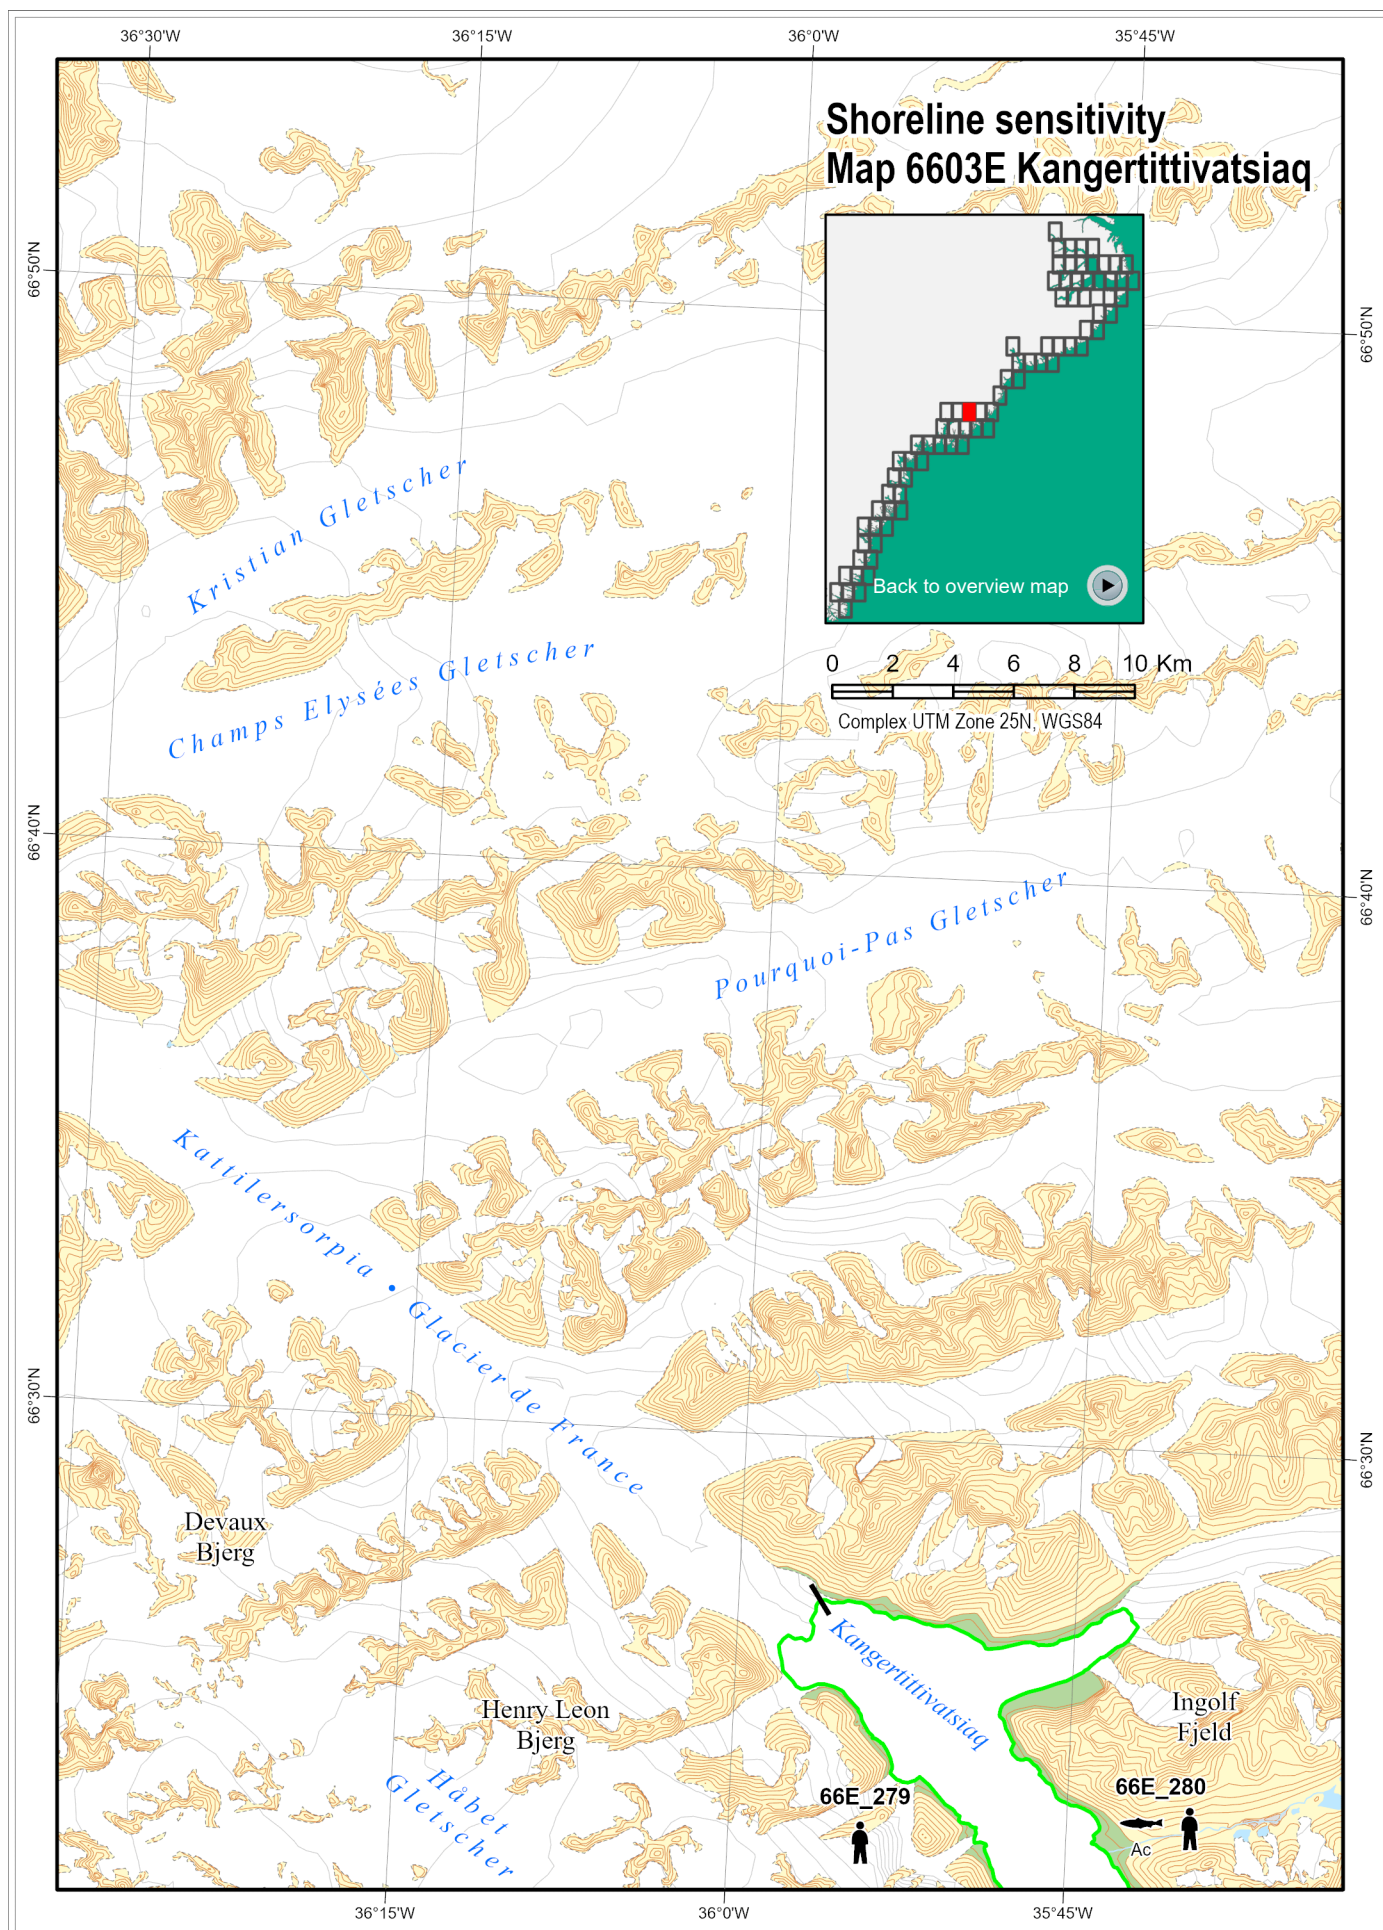 36°30'W 36°15'W 36°0'W 35°45'W
Shoreline sensitivity
Map 6603E Kangertittivatsiaq
66°50'N
66°50'N
Kristian Gletscher
Back to overview map
Champs Elysées Gletscher
0 2 4 6 8 10 Km
Complex UTM Zone 25N, WGS84
66°40'N
66°40'N
Pourquoi-Pas Gletscher
Kattilersorpia • Glacier de France
66°30'N
66°30'N
Devaux
Bjerg
Kangertittivatsiaq
Henry Leon
Bjerg
Ingolf
Fjeld
Håbet
Gletscher
66E_279
66E_280
Ac
36°15'W 36°0'W 35°45'W